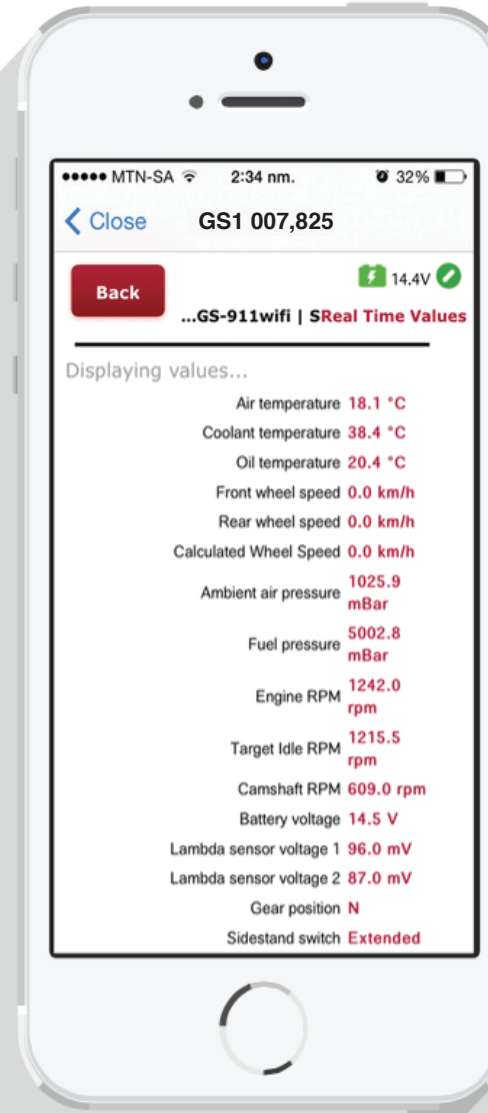 MTN-SA 2:34 nm. 32%
Close GS1 007,825
14.4V
Back
...GS-911wifi | SReal Time Values
Displaying values...
Air temperature 18.1 °C
Coolant temperature 38.4 °C
Oil temperature 20.4 °C
Front wheel speed 0.0 km/h
Rear wheel speed 0.0 km/h
Calculated Wheel Speed 0.0 km/h
Ambient air pressure 1025.9
mBar
Fuel pressure 5002.8
mBar
Engine RPM 1242.0
rpm
Target Idle RPM 1215.5
rpm
Camshaft RPM 609.0 rpm
Battery voltage 14.5 V
Lambda sensor voltage 1 96.0 mV
Lambda sensor voltage 2 87.0 mV
Gear position N
Sidestand switch Extended